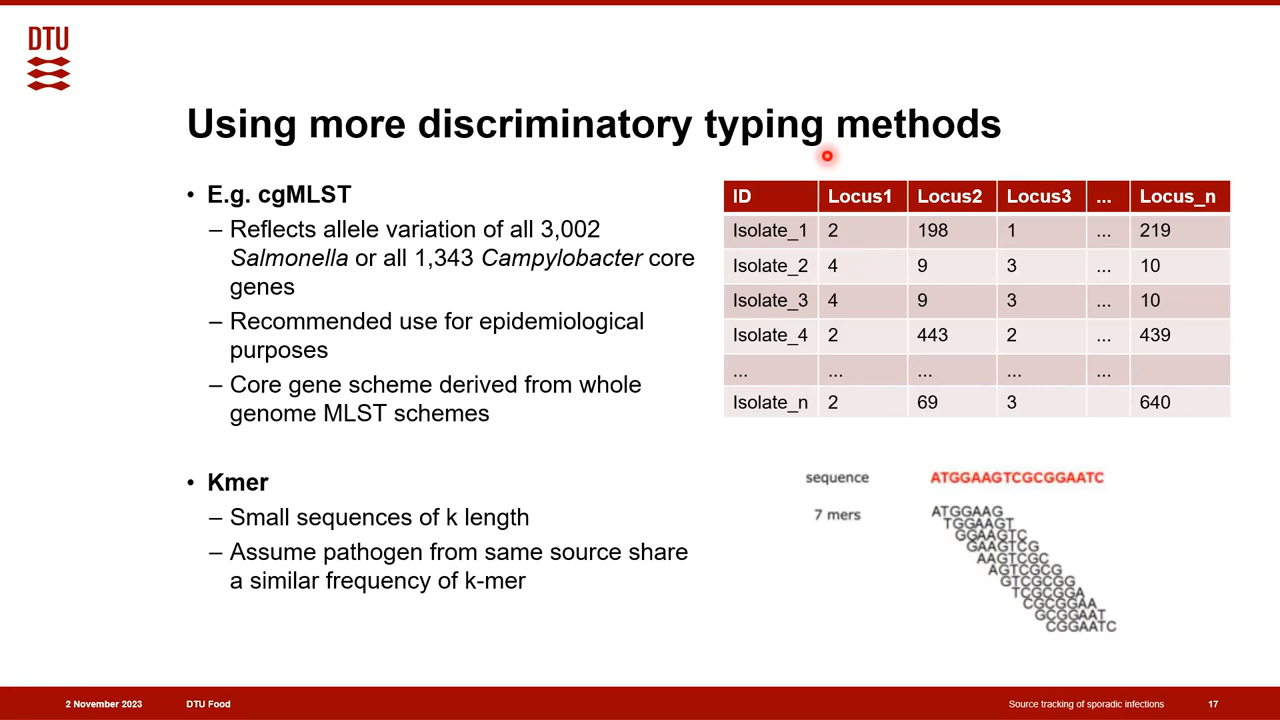 DTU
Using more discriminatory typing methods
• E.g. cgMLST
– Reflects allele variation of all 3,002
Salmonella or all 1,343 Campylobacter core
genes
– Recommended use for epidemiological
purposes
– Core gene scheme derived from whole
genome MLST schemes
• Kmer
– Small sequences of k length
– Assume pathogen from same source share
a similar frequency of k-mer
ID Locus1 Locus2 Locus3 ... Locus_n
Isolate_1 2 198 1 ... 219
Isolate_2 4 9 3 ... 10
Isolate_3 4 9 3 ... 10
Isolate_4 2 443 2 ... 439
... ... ... ... ...
Isolate_n 2 69 3 640
sequence ATGGAAGTCGCGGAATC
7 mers ATGGAAG
TGGAAGT
GGAAGTC
GAAGTCG
AAGTCGC
AGTCGCG
GTCGCGG
TCGCGGA
CGCGGAA
GCGGAAT
CGGAATC
2 November 2023 DTU Food Source tracking of sporadic infections 17